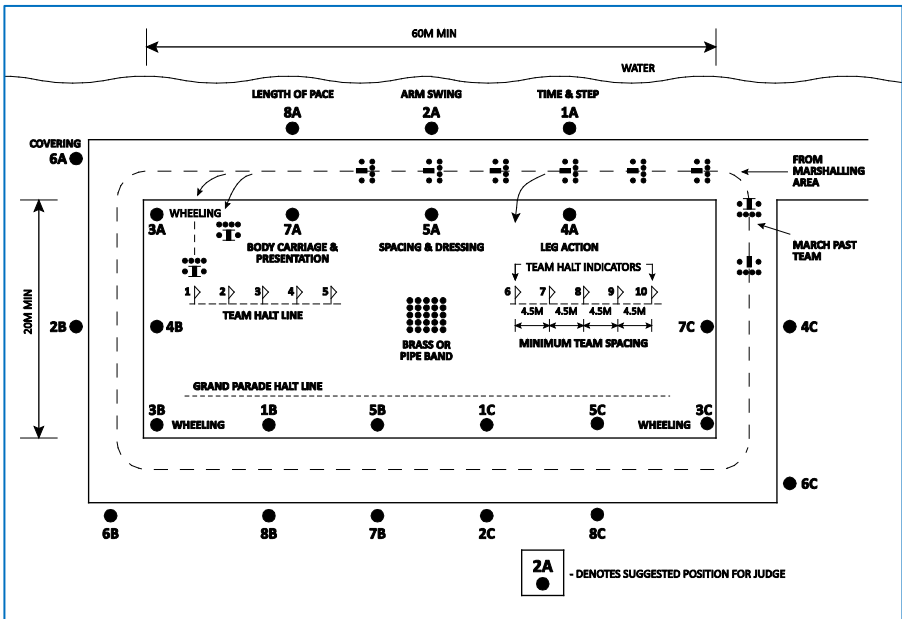 60M MIN
WATER
LENGTH OF PACE
8A
ARM SWING
2A
TIME & STEP
1A
COVERING
6A
FROM
MARSHALLING
AREA
3A
WHEELING
7A
BODY CARRIAGE &
PRESENTATION
5A
SPACING & DRESSING
4A
LEG ACTION
MARCH PAST
TEAM
TEAM HALT INDICATORS
1 2 3 4 5
TEAM HALT LINE
6 7 8 9 10
4.5M 4.5M 4.5M 4.5M
MINIMUM TEAM SPACING
20M MIN
2B
4B
BRASS OR
PIPE BAND
7C
4C
GRAND PARADE HALT LINE
3B
WHEELING
1B
5B
1C
5C
WHEELING
3C
6C
6B
8B
7B
2C
8C
2A
- DENOTES SUGGESTED POSITION FOR JUDGE